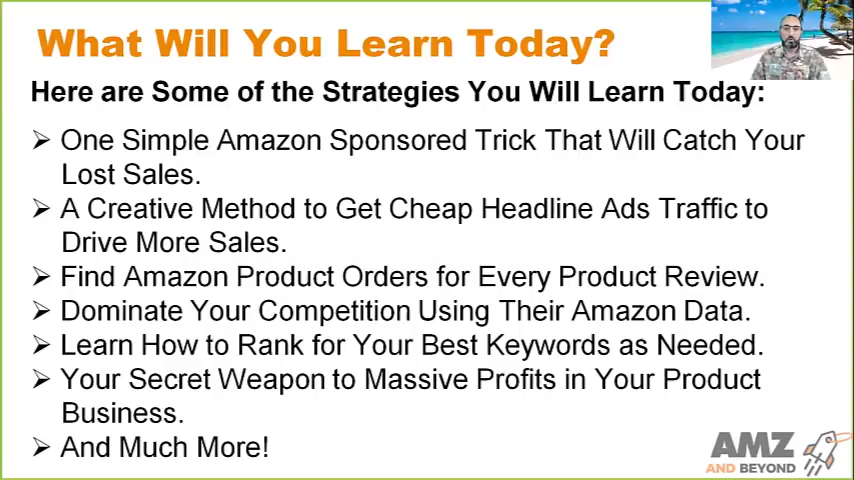 What Will You Learn Today?
Here are Some of the Strategies You Will Learn Today:
➢ One Simple Amazon Sponsored Trick That Will Catch Your
Lost Sales.
➢ A Creative Method to Get Cheap Headline Ads Traffic to
Drive More Sales.
➢ Find Amazon Product Orders for Every Product Review.
➢ Dominate Your Competition Using Their Amazon Data.
➢ Learn How to Rank for Your Best Keywords as Needed.
➢ Your Secret Weapon to Massive Profits in Your Product
Business.
➢ And Much More!
AMZ
AND BEYOND